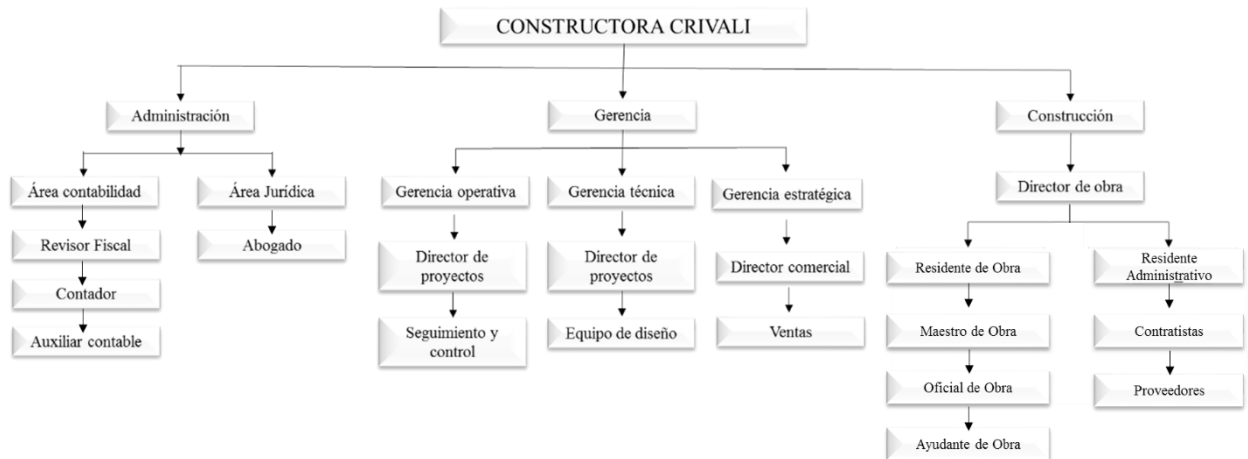 CONSTRUCTORA CRIVALI
Administración
Gerencia
Construcción
Área contabilidad
Área Jurídica
Gerencia operativa
Gerencia técnica
Gerencia estratégica
Director de obra
Revisor Fiscal
Abogado
Director de
proyectos
Director de
proyectos
Director comercial
Residente de Obra
Residente
Administrativo
Contador
Auxiliar contable
Seguimiento y
control
Equipo de diseño
Ventas
Maestro de Obra
Contratistas
Oficial de Obra
Proveedores
Ayudante de Obra